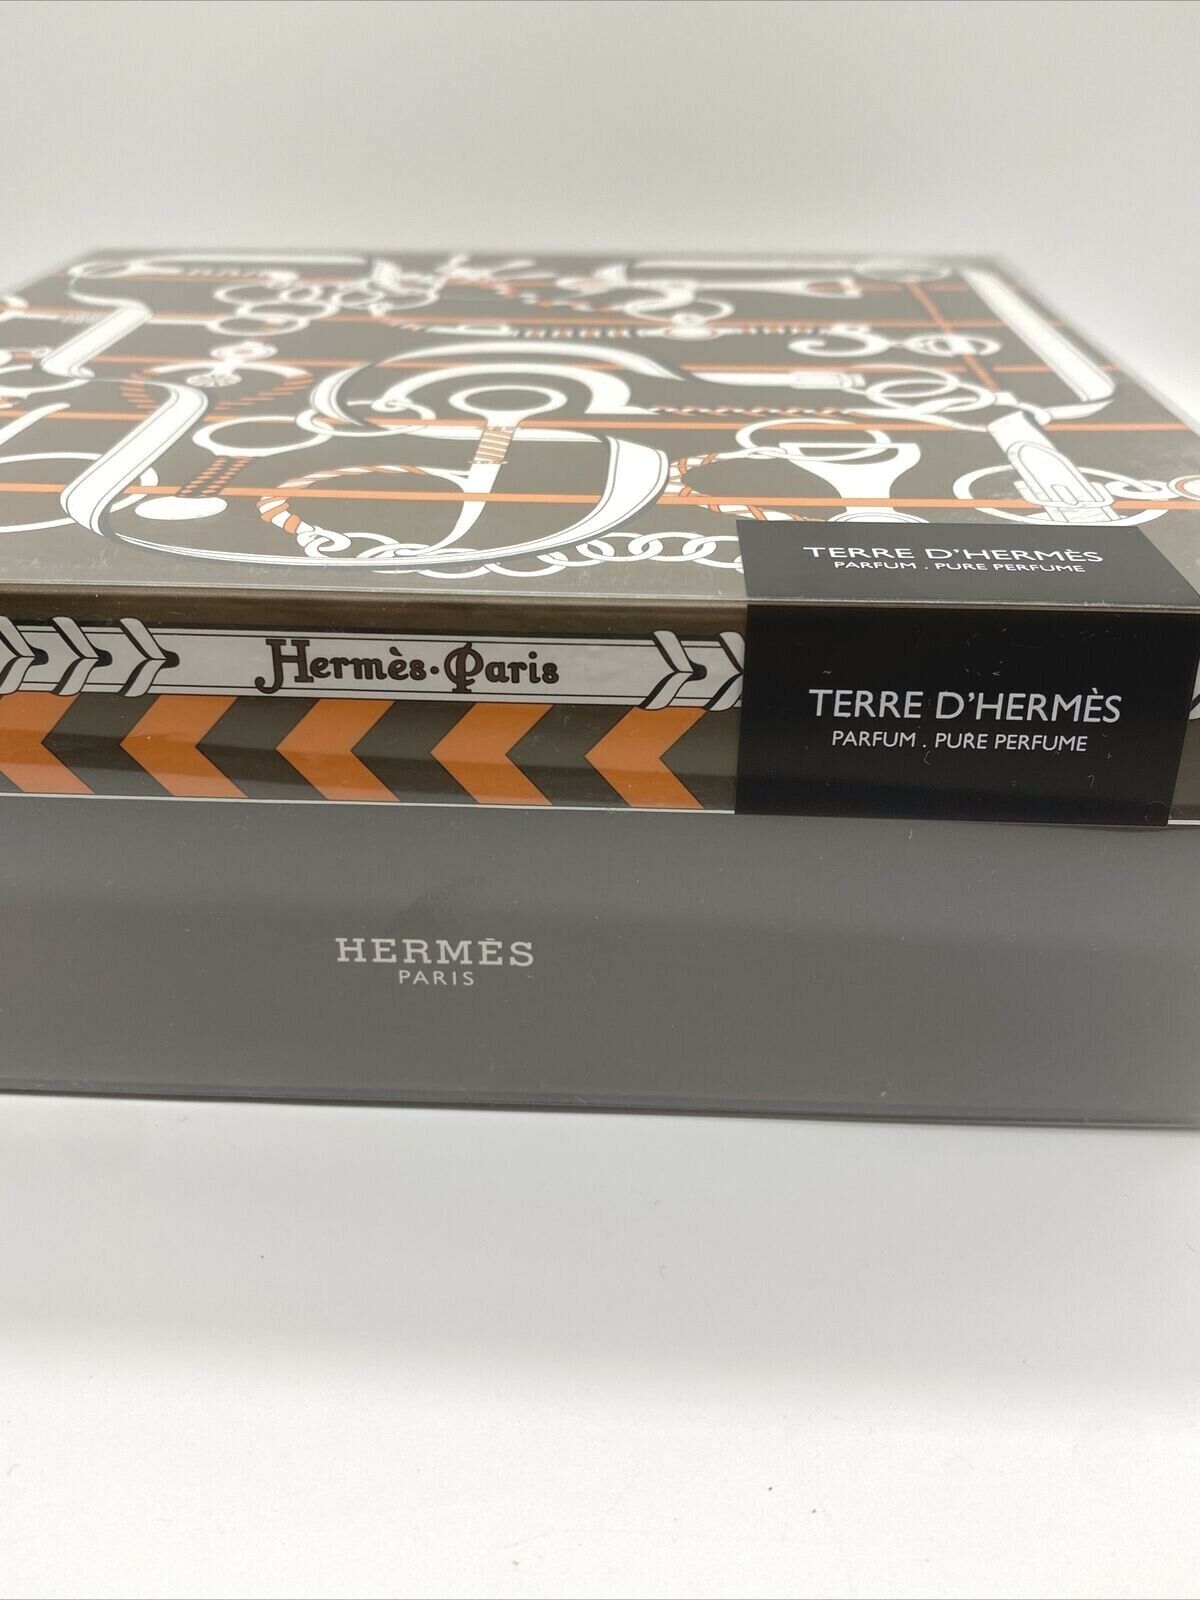 TERRE D'HERMÈS
PARFUM . PURE PERFUME
Hermès·Paris
TERRE D'HERMÈS
PARFUM . PURE PERFUME
HERMÈS
PARIS